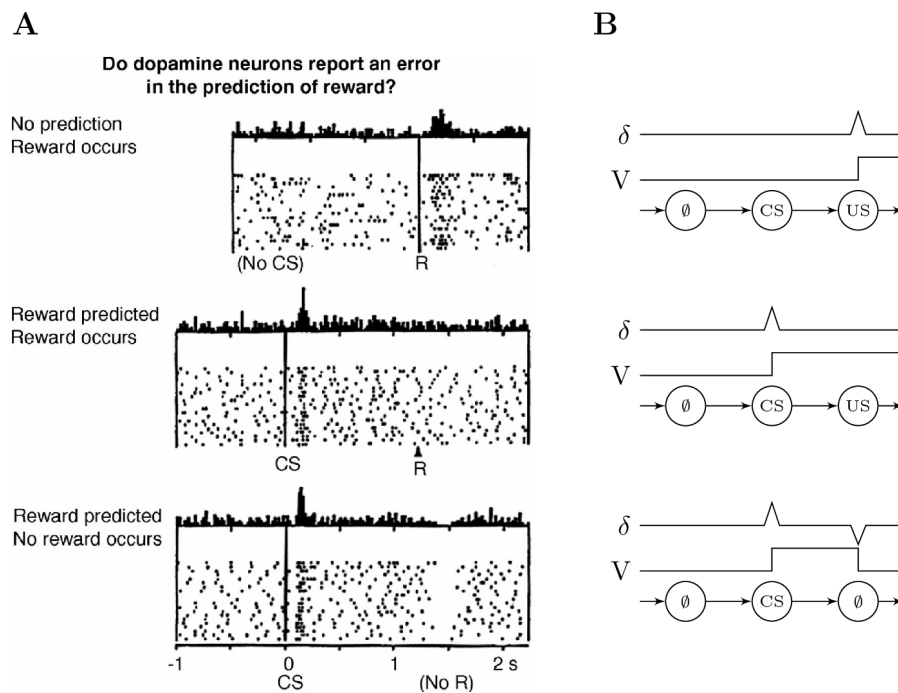 A
B
Do dopamine neurons report an error
in the prediction of reward?
No prediction
Reward occurs
(No CS)
R
Reward predicted
Reward occurs
CS
R
Reward predicted
No reward occurs
-1
0
1
2 s
CS
(No R)
δ
V
∅
CS
US
δ
V
∅
CS
US
δ
V
∅
CS
∅